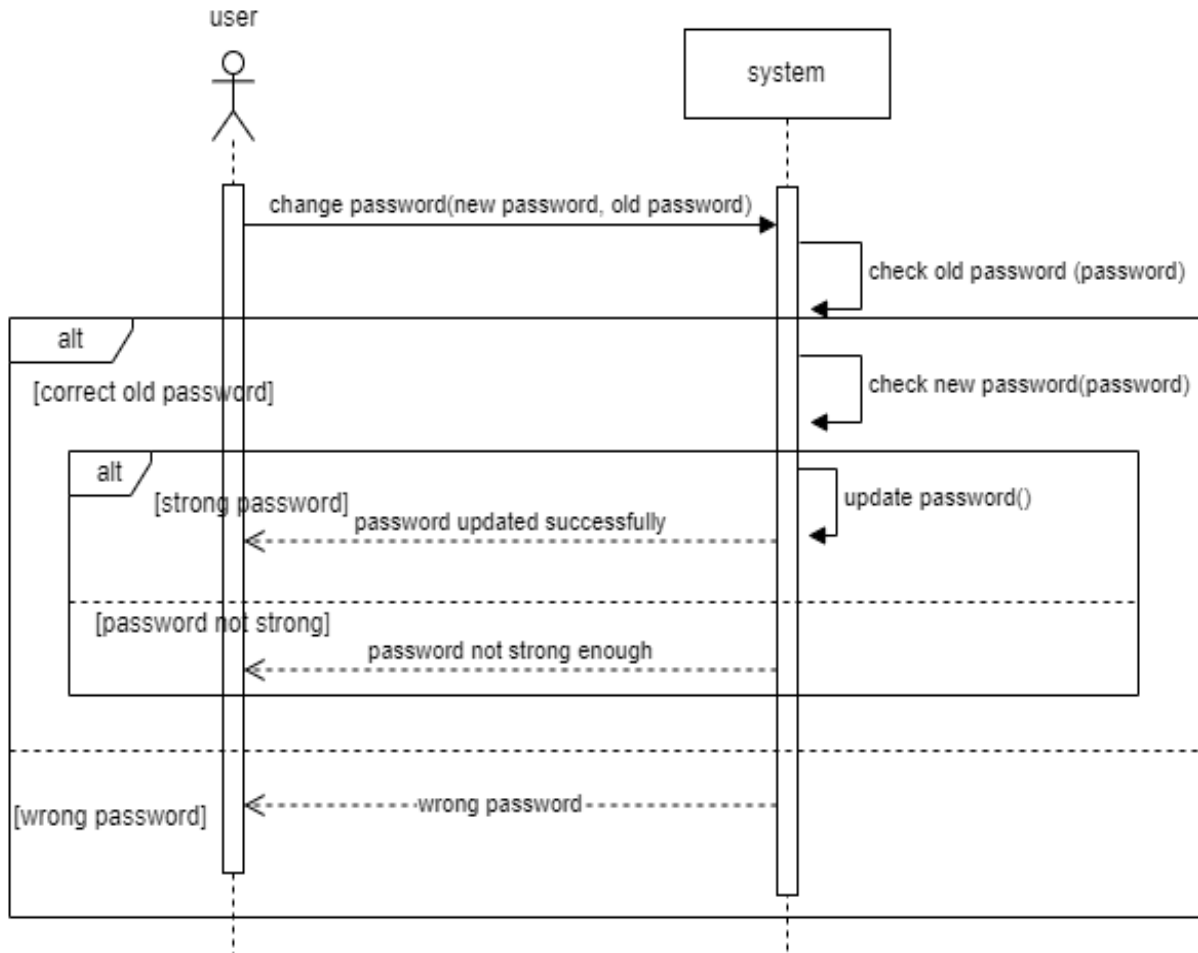 user
system
change password(new password, old password)
check old password (password)
alt
[correct old password]
check new password(password)
alt
[strong password]
update password()
password updated successfully
[password not strong]
password not strong enough
[wrong password]
wrong password